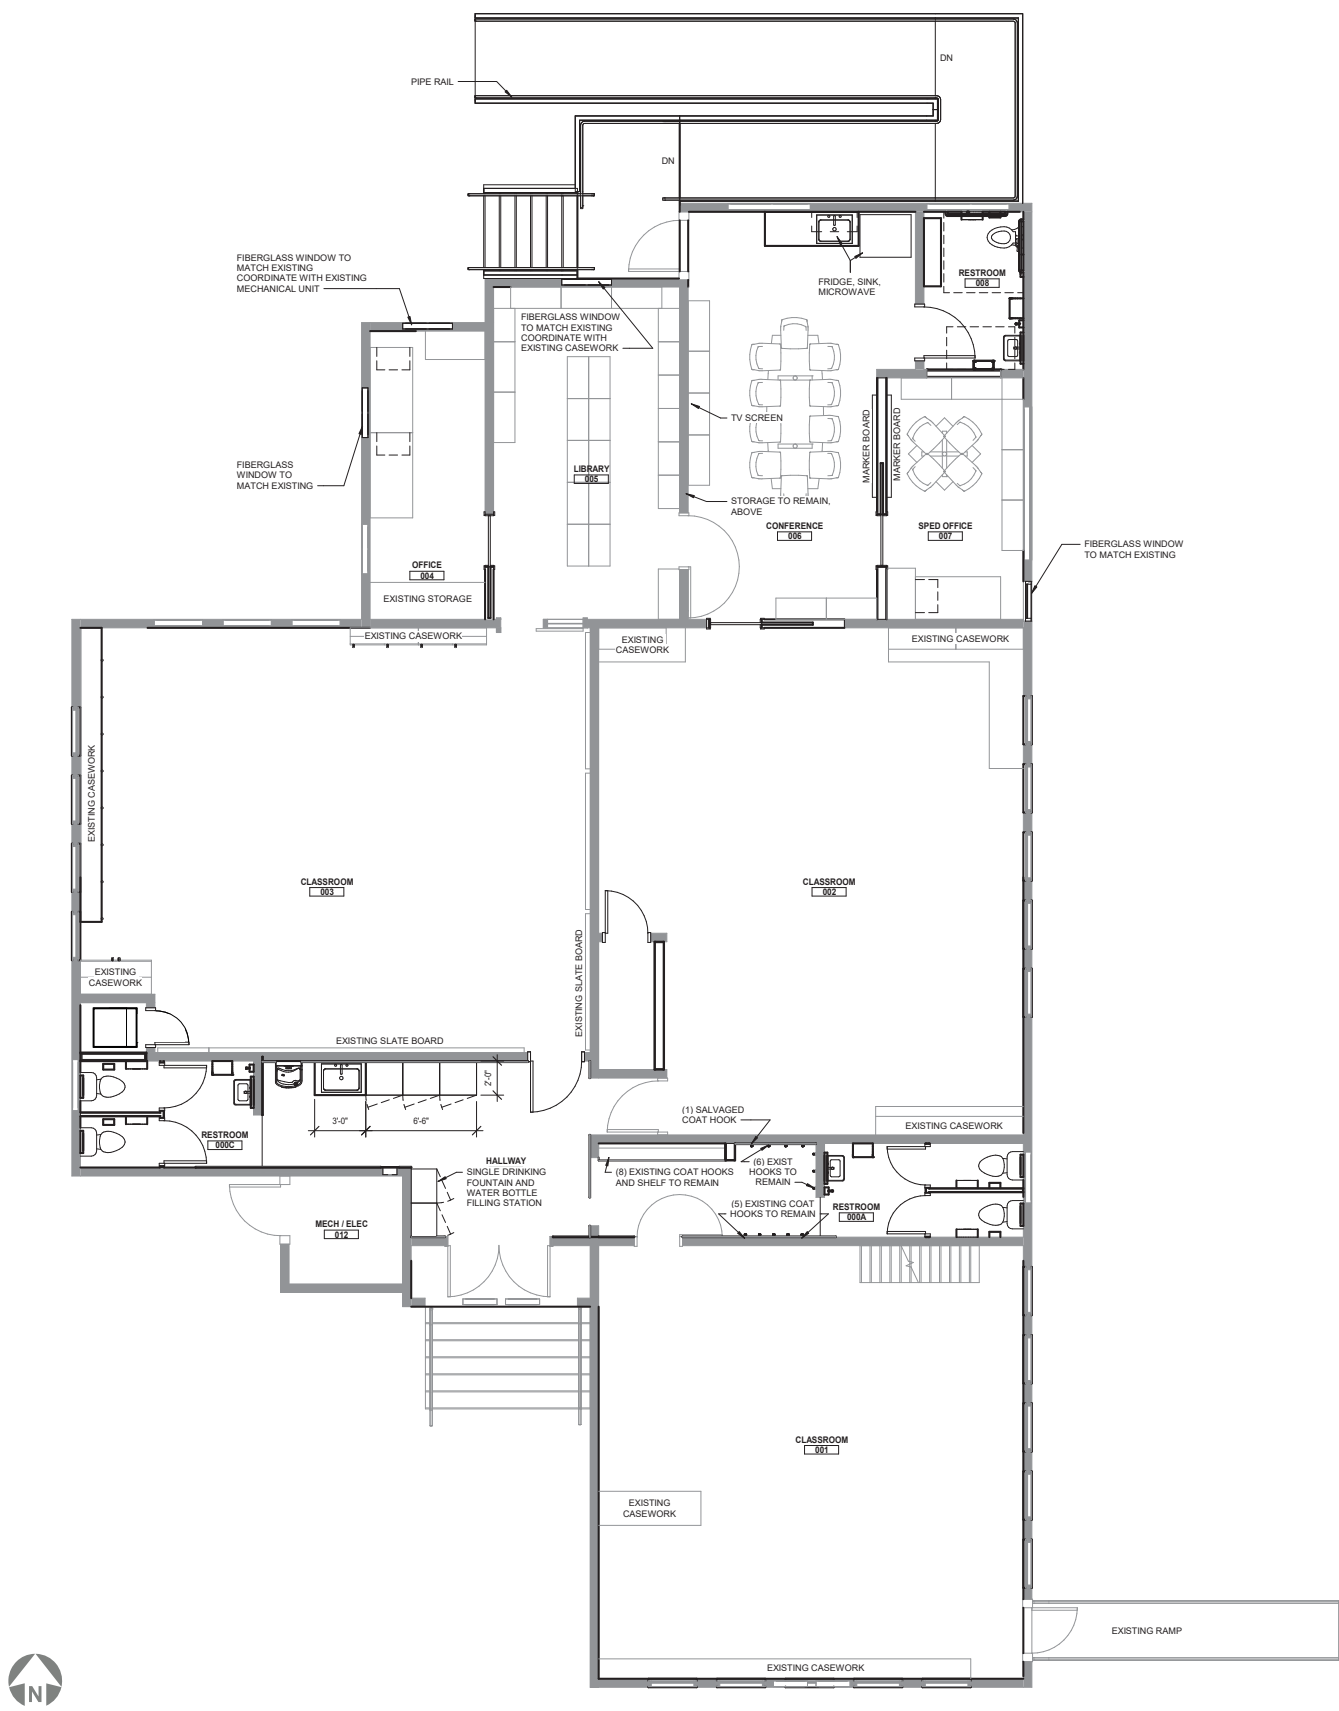 DN
PIPE RAIL
DN
FIBERGLASS WINDOW TO
MATCH EXISTING
COORDINATE WITH EXISTING
MECHANICAL UNIT
FRIDGE, SINK,
MICROWAVE
RESTROOM
008
FIBERGLASS WINDOW
TO MATCH EXISTING
COORDINATE WITH
EXISTING CASEWORK
TV SCREEN
MARKER BOARD
MARKER BOARD
FIBERGLASS
WINDOW TO
MATCH EXISTING
LIBRARY
005
STORAGE TO REMAIN,
ABOVE
CONFERENCE
006
SPED OFFICE
007
FIBERGLASS WINDOW
TO MATCH EXISTING
OFFICE
004
EXISTING STORAGE
EXISTING CASEWORK
EXISTING
CASEWORK
EXISTING CASEWORK
EXISTING CASEWORK
CLASSROOM
003
CLASSROOM
002
EXISTING SLATE BOARD
EXISTING
CASEWORK
EXISTING SLATE BOARD
2'-0"
3'-0"
6'-6"
RESTROOM
000C
(1) SALVAGED
COAT HOOK
EXISTING CASEWORK
HALLWAY
SINGLE DRINKING
FOUNTAIN AND
WATER BOTTLE
FILLING STATION
(8) EXISTING COAT HOOKS
AND SHELF TO REMAIN
(6) EXIST
HOOKS TO
REMAIN
(5) EXISTING COAT
HOOKS TO REMAIN
RESTROOM
000A
MECH / ELEC
012
CLASSROOM
001
EXISTING
CASEWORK
EXISTING RAMP
EXISTING CASEWORK
N